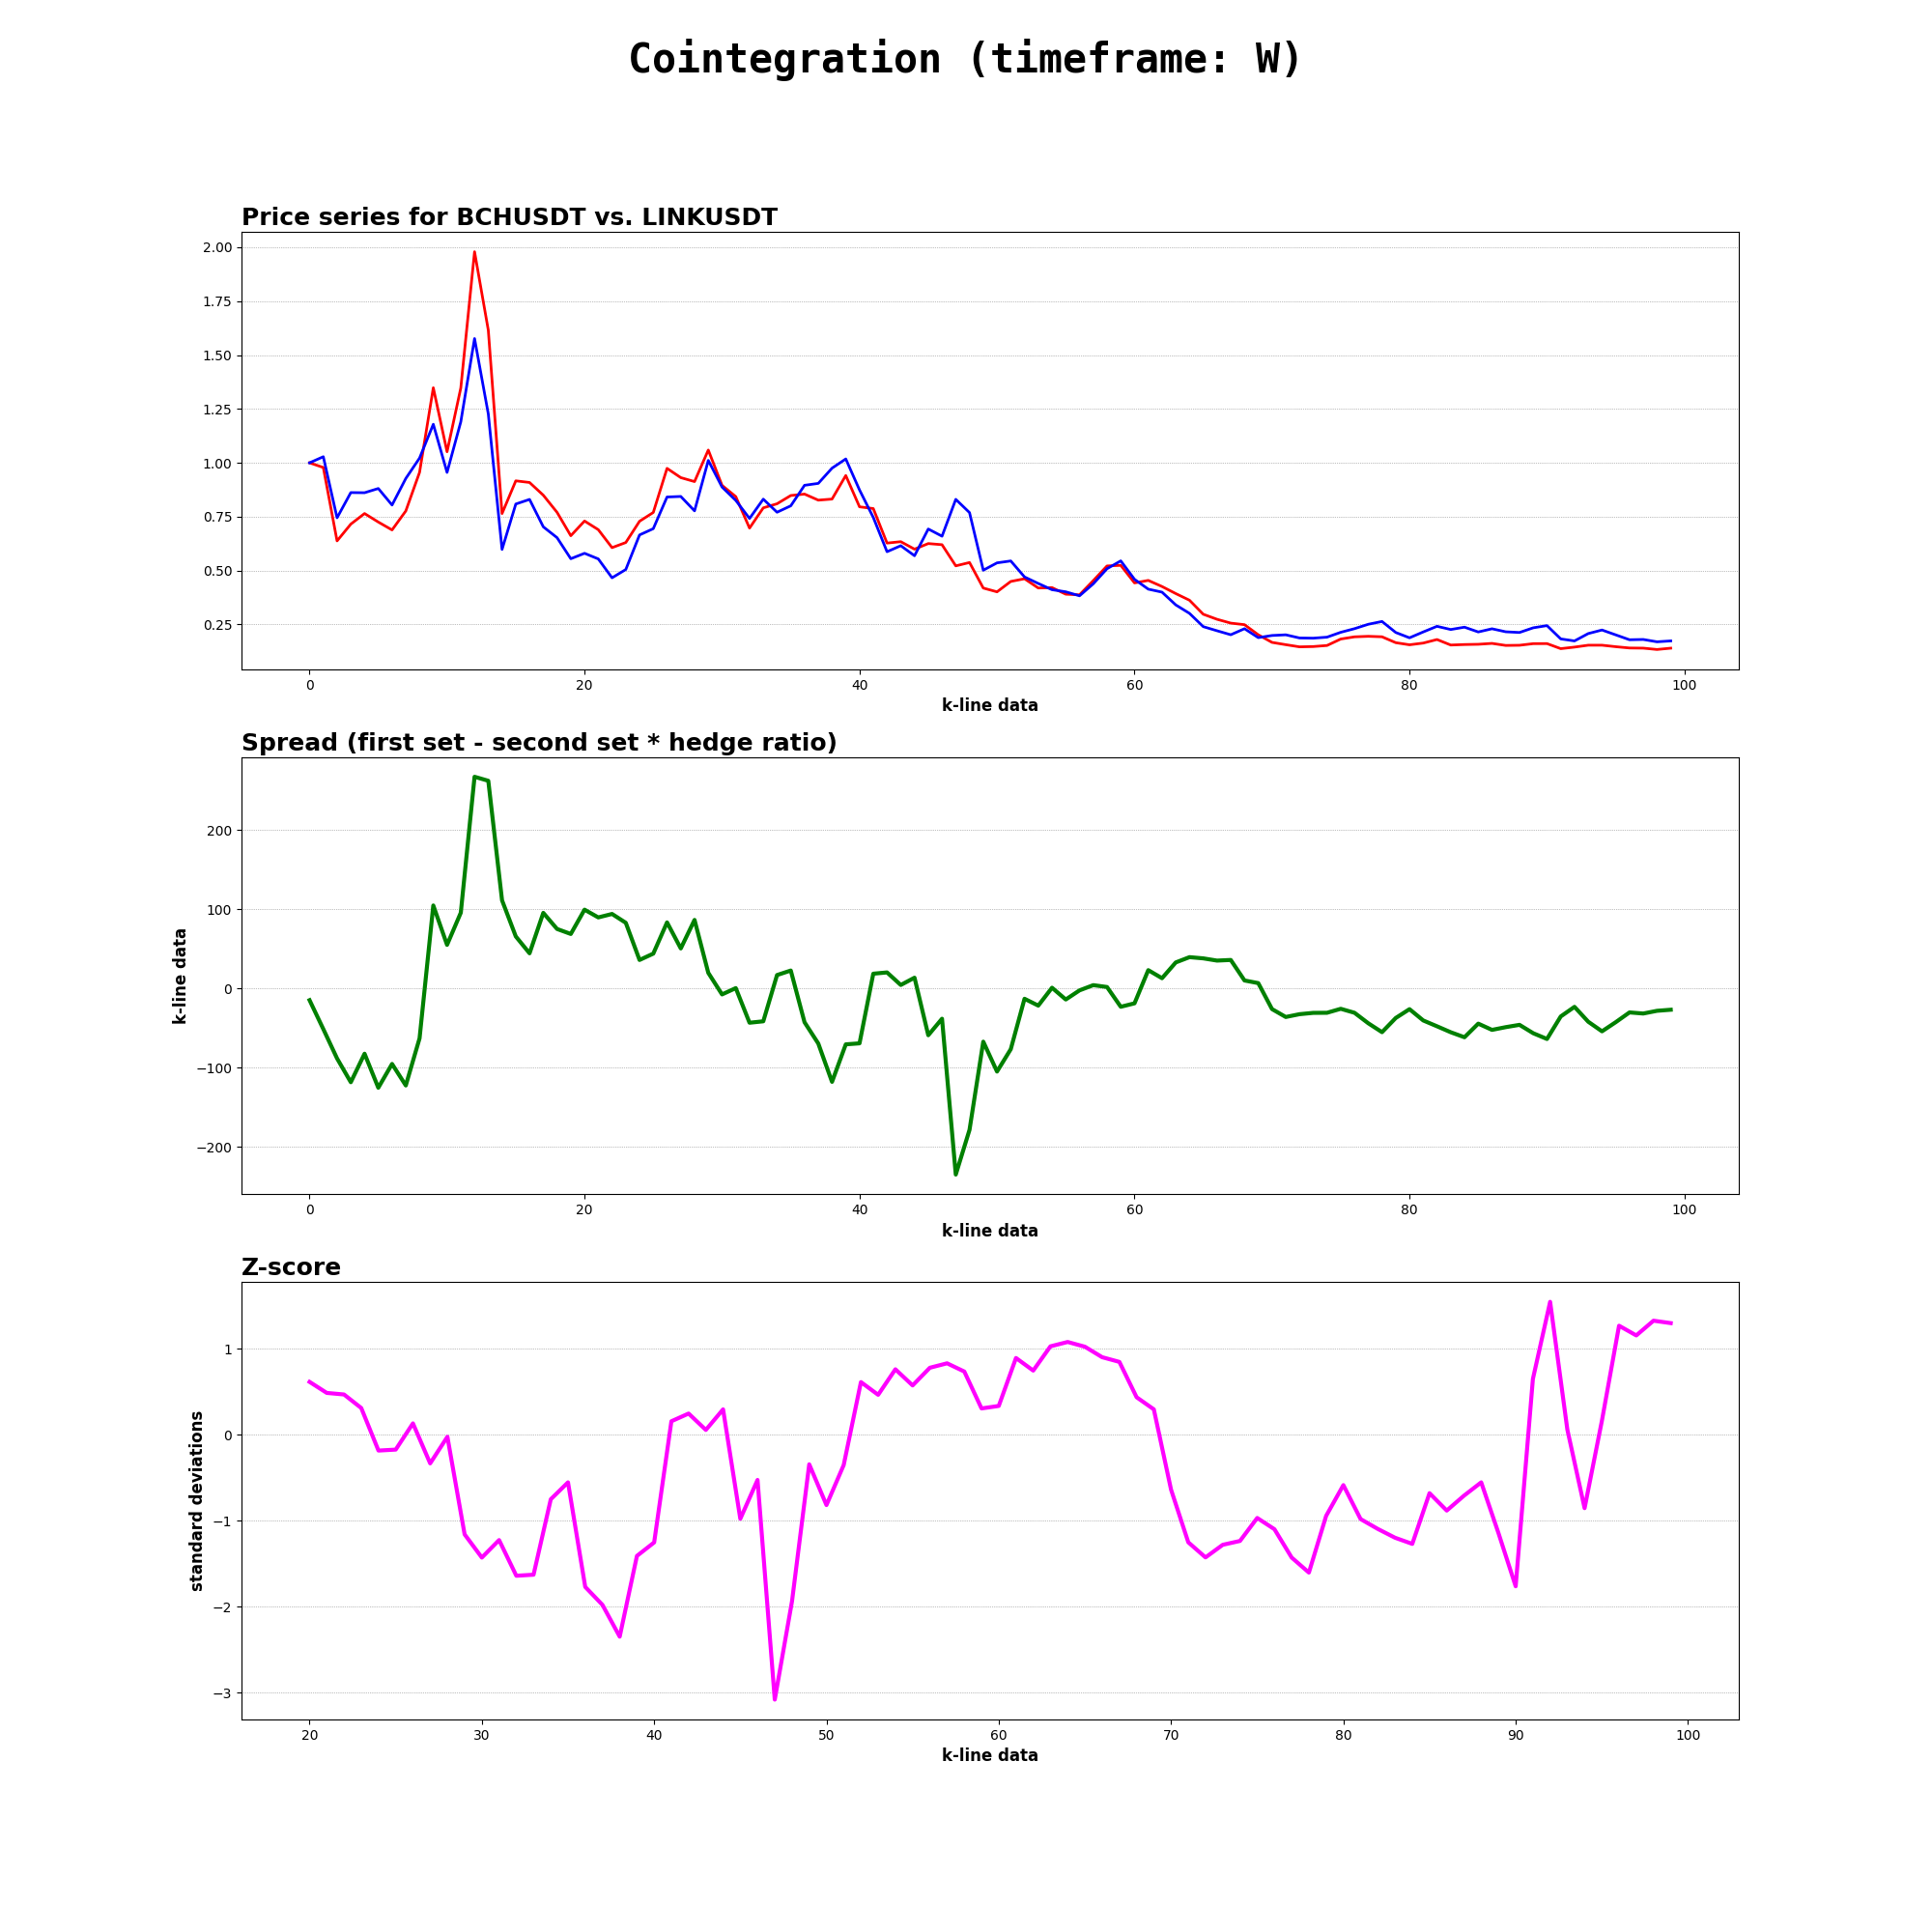 Cointegration (timeframe: W)
Price series for BCHUSDT vs. LINKUSDT
2.00
1.75
1.50
1.25
1.00
0.75
0.50
0.25
0 20 40 60 80 100
k-line data
Spread (first set - second set * hedge ratio)
200
100
0
−100
−200
k-line data
0 20 40 60 80 100
k-line data
Z-score
1
0
−1
−2
−3
standard deviations
20 30 40 50 60 70 80 90 100
k-line data